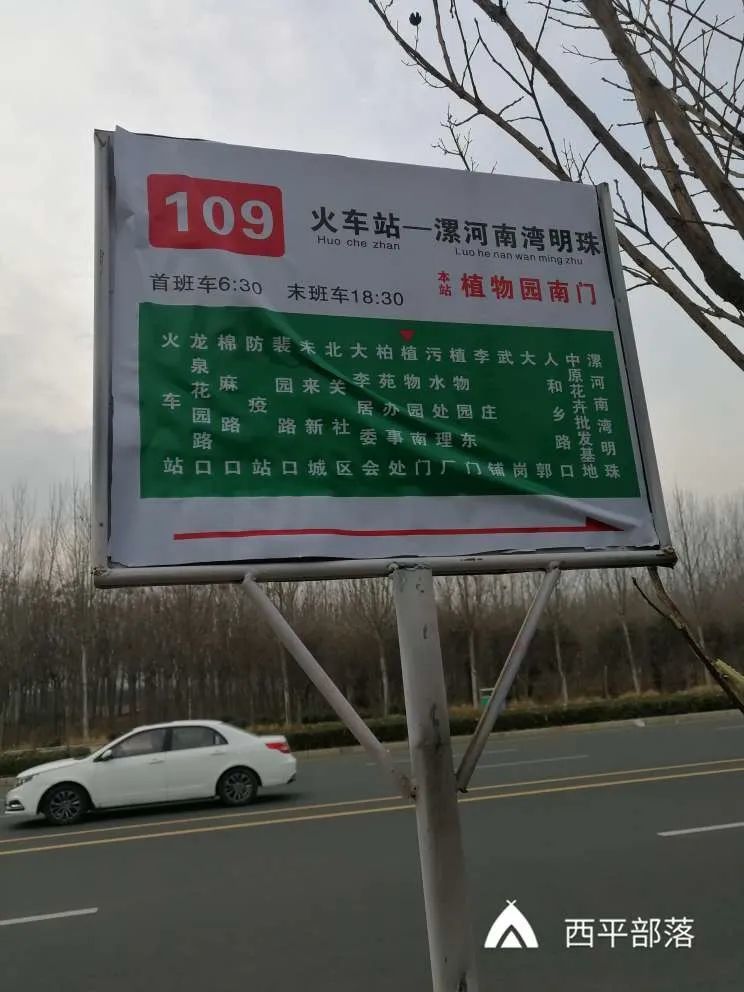 109
火车站—漯河南湾明珠
Huo che zhan
Luo he nan wan ming zhu
首班车6:30 末班车18:30
本站 植物园南门
火车站
龙泉花园路口
棉麻路口
防疫站
裴园路口
未来新城
北关社区
大李居委会
柏苑办事处
植物园南门
污水处理厂
植物园东门
李庄铺
武岗
大郭
人和乡路口
中原花卉批发基地
漯河南湾明珠
西平部落